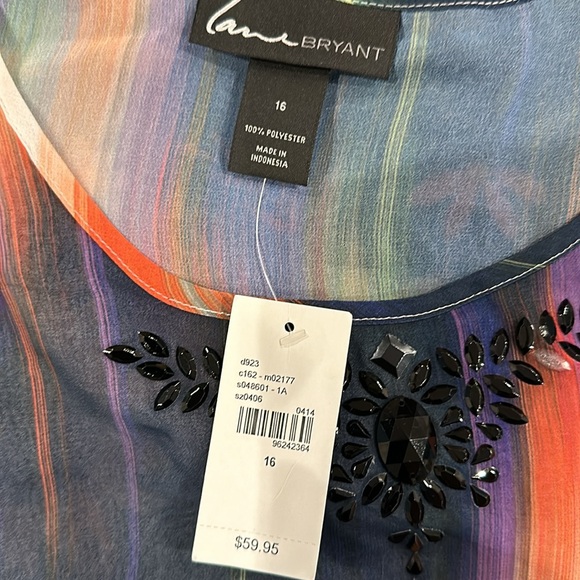 Lane BRYANT
16
100% POLYESTER
MADE IN
INDONESIA
d923
c162 - m02177
s048601 - 1A
sz0406
0414
96242364
16
$59.95